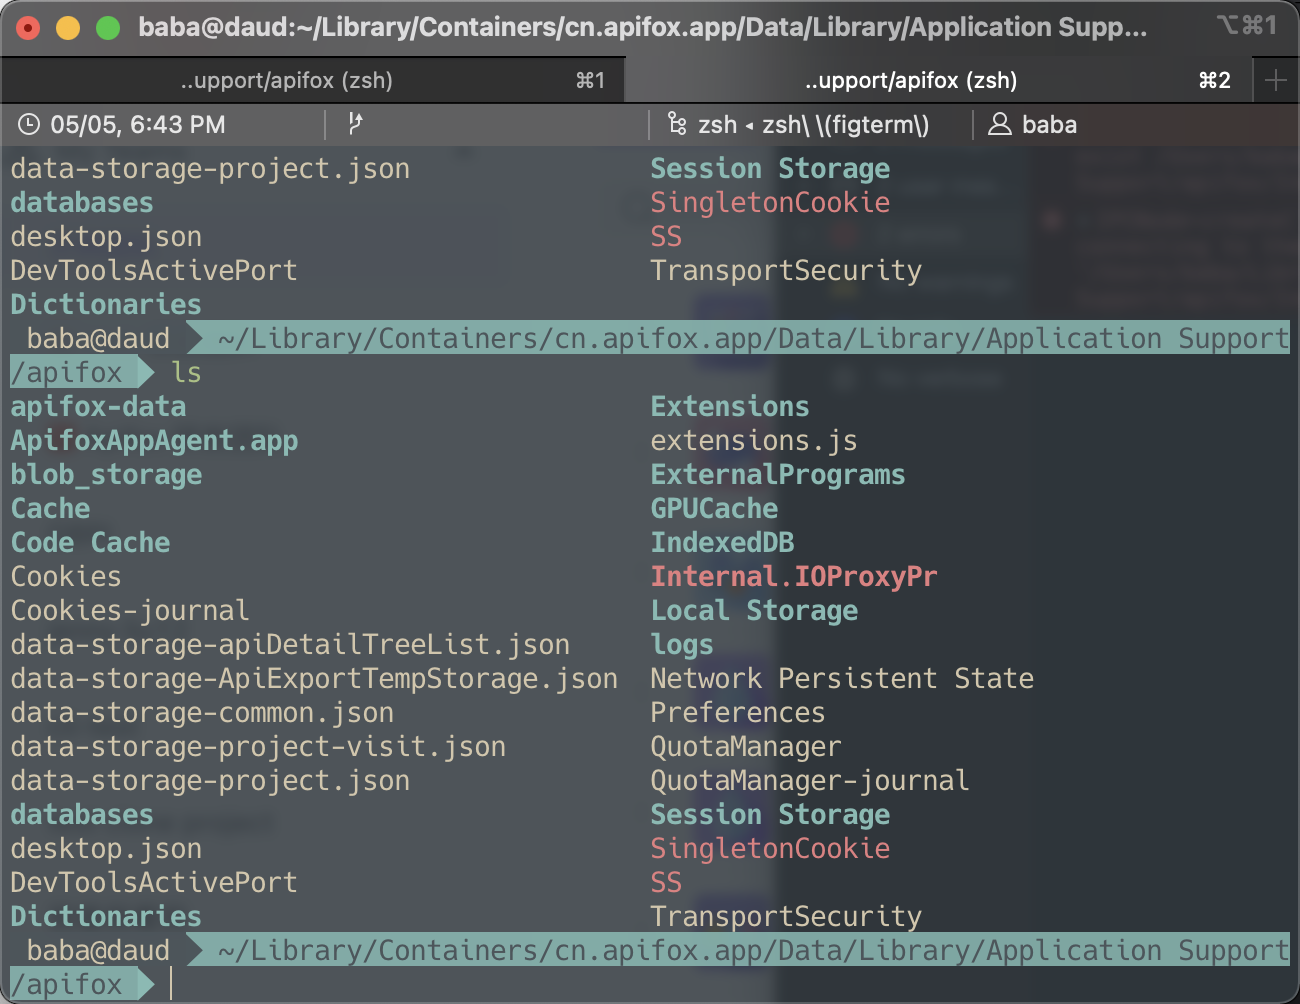 baba@daud:~/Library/Containers/cn.apifox.app/Data/Library/Application Supp... ⌥⌘1
..upport/apifox (zsh) ⌘1 ..upport/apifox (zsh) ⌘2 +
05/05, 6:43 PM zsh ◂ zsh\ \(figterm\) baba
data-storage-project.json Session Storage
databases SingletonCookie
desktop.json SS
DevToolsActivePort TransportSecurity
Dictionaries
baba@daud ~/Library/Containers/cn.apifox.app/Data/Library/Application Support
/apifox ls
apifox-data Extensions
ApifoxAppAgent.app extensions.js
blob_storage ExternalPrograms
Cache GPUCache
Code Cache IndexedDB
Cookies Internal.IOProxyPr
Cookies-journal Local Storage
data-storage-apiDetailTreeList.json logs
data-storage-ApiExportTempStorage.json Network Persistent State
data-storage-common.json Preferences
data-storage-project-visit.json QuotaManager
data-storage-project.json QuotaManager-journal
databases Session Storage
desktop.json SingletonCookie
DevToolsActivePort SS
Dictionaries TransportSecurity
baba@daud ~/Library/Containers/cn.apifox.app/Data/Library/Application Support
/apifox